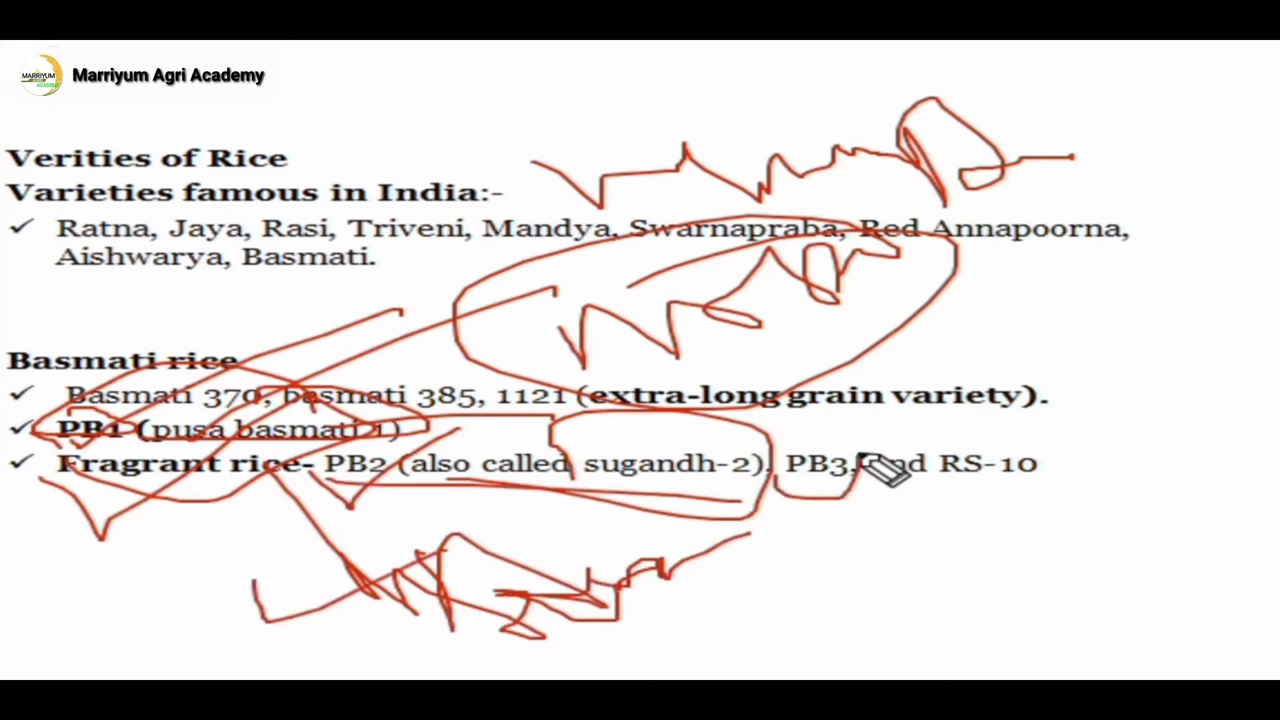 MARRIYUM
ACADEMY
Marriyum Agri Academy
Verities of Rice
Varieties famous in India:-
✓ Ratna, Jaya, Rasi, Triveni, Mandya, Swarnapraba, Red Annapoorna,
Aishwarya, Basmati.
Basmati rice
✓ Basmati 370, basmati 385, 1121 (extra-long grain variety).
✓ PB1 (pusa basmati 1)
✓ Fragrant rice- PB2 (also called sugandh-2), PB3, and RS-10